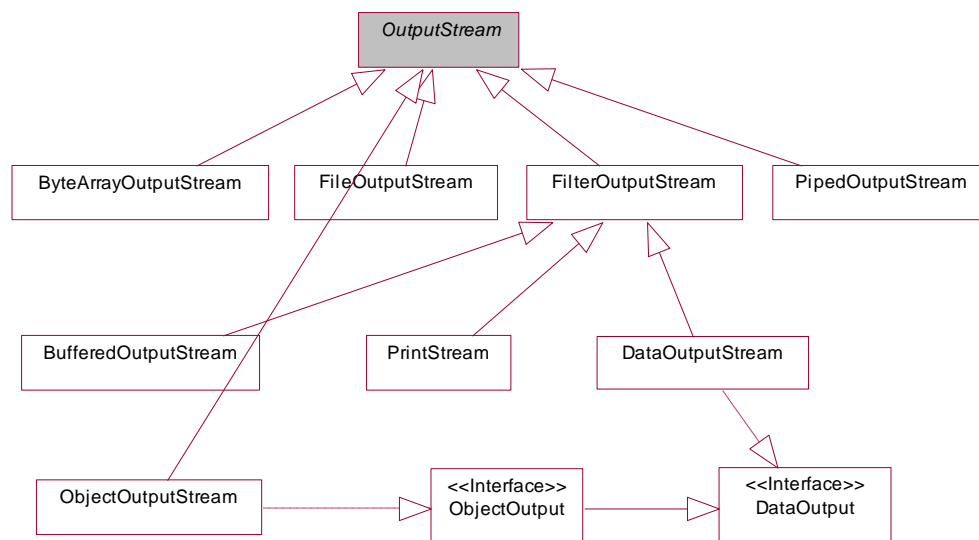 OutputStream
ByteArrayOutputStream
FileOutputStream
FilterOutputStream
PipedOutputStream
BufferedOutputStream
PrintStream
DataOutputStream
ObjectOutputStream
<<Interface>>
ObjectOutput
<<Interface>>
DataOutput